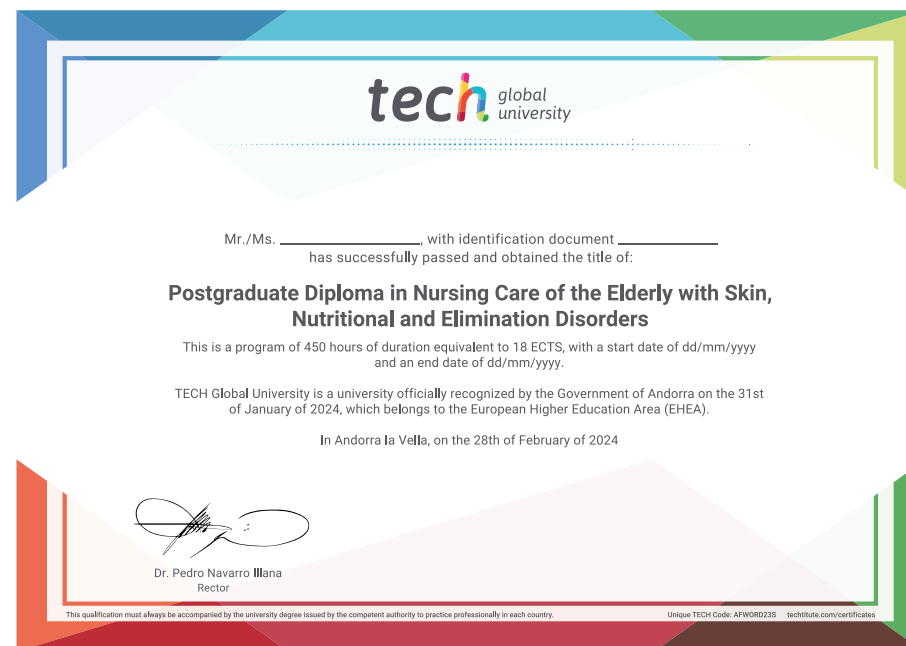 tech global university
Mr./Ms. ____________________, with identification document ______________
has successfully passed and obtained the title of:
Postgraduate Diploma in Nursing Care of the Elderly with Skin,
Nutritional and Elimination Disorders
This is a program of 450 hours of duration equivalent to 18 ECTS, with a start date of dd/mm/yyyy
and an end date of dd/mm/yyyy.
TECH Global University is a university officially recognized by the Government of Andorra on the 31st
of January of 2024, which belongs to the European Higher Education Area (EHEA).
In Andorra la Vella, on the 28th of February of 2024
Dr. Pedro Navarro Illana
Rector
This qualification must always be accompanied by the university degree issued by the competent authority to practice professionally in each country.
Unique TECH Code: AFWORD23S techtitute.com/certificates